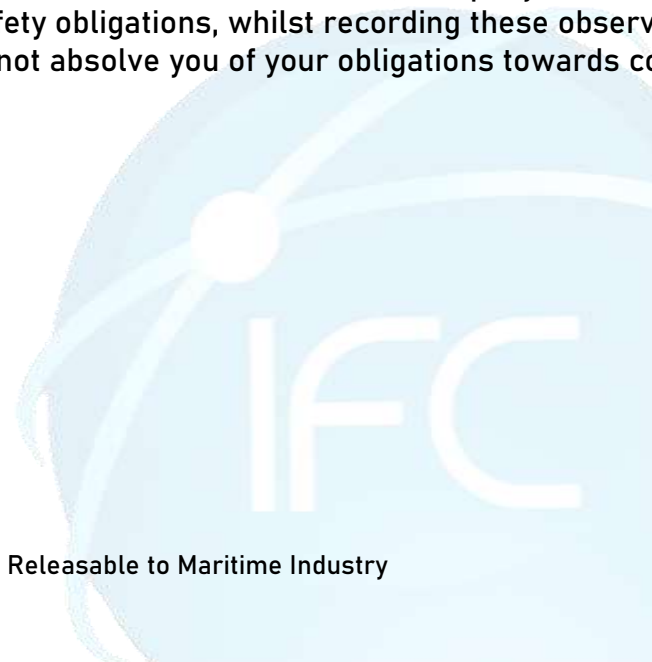 fety obligations, whilst recording these observ
not absolve you of your obligations towards co
IFC
Releasable to Maritime Industry